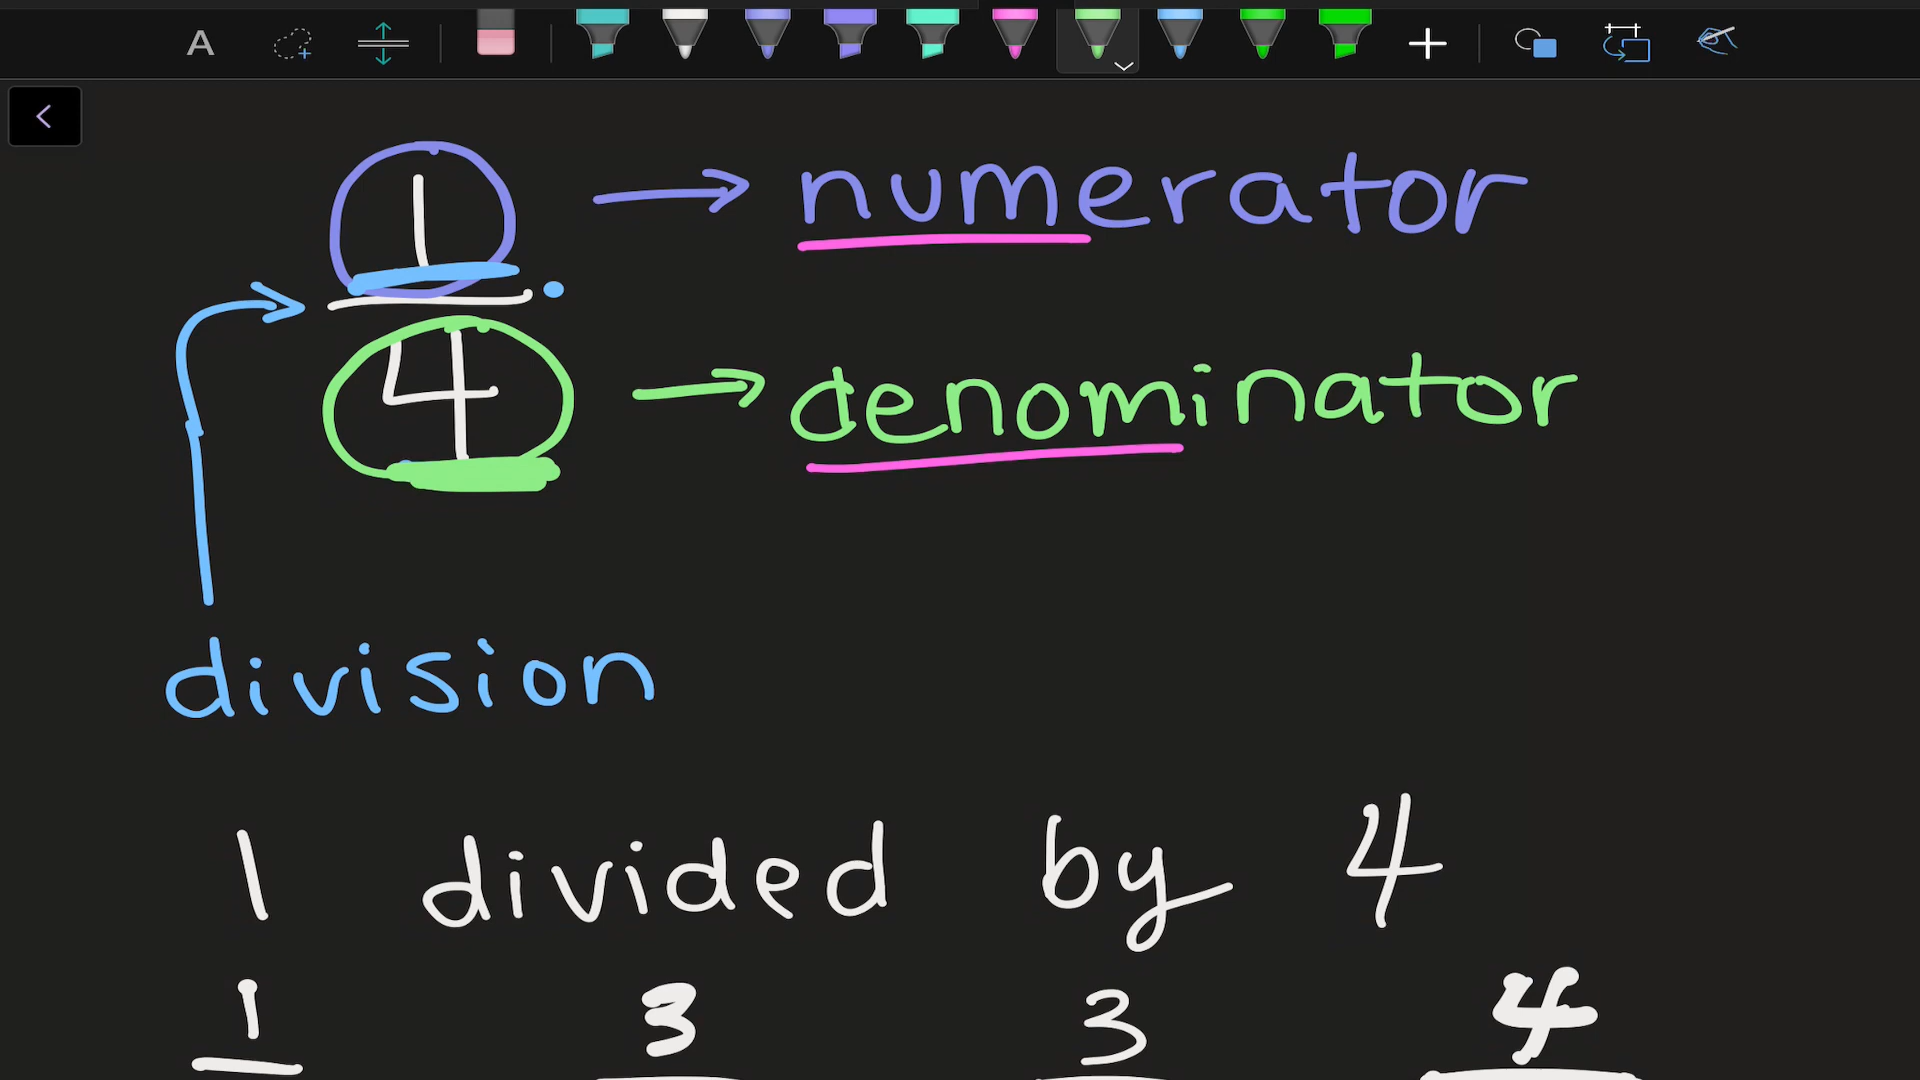 A
1 → numerator
4 → denominator
division
1 divided by 4
1 3 3 4